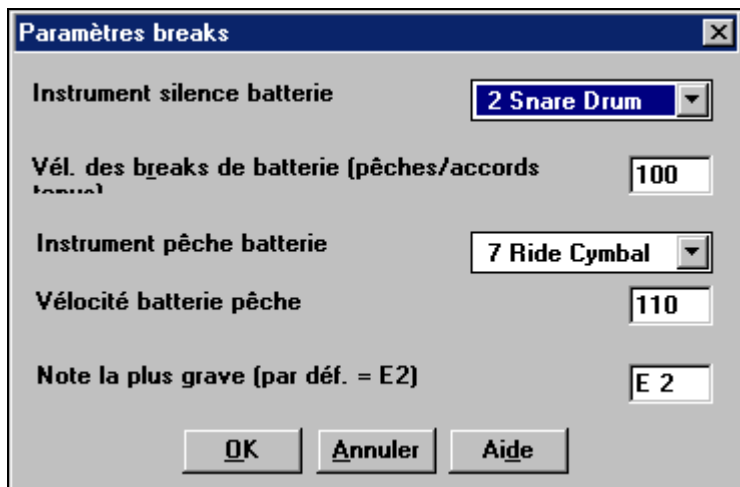 Paramètres breaks
Instrument silence batterie
2 Snare Drum
Vél. des breaks de batterie (pêches/accords
100
Instrument pêche batterie
7 Ride Cymbal
Vélocité batterie pêche
110
Note la plus grave (par déf. = E2)
E 2
OK
Annuler
Aide